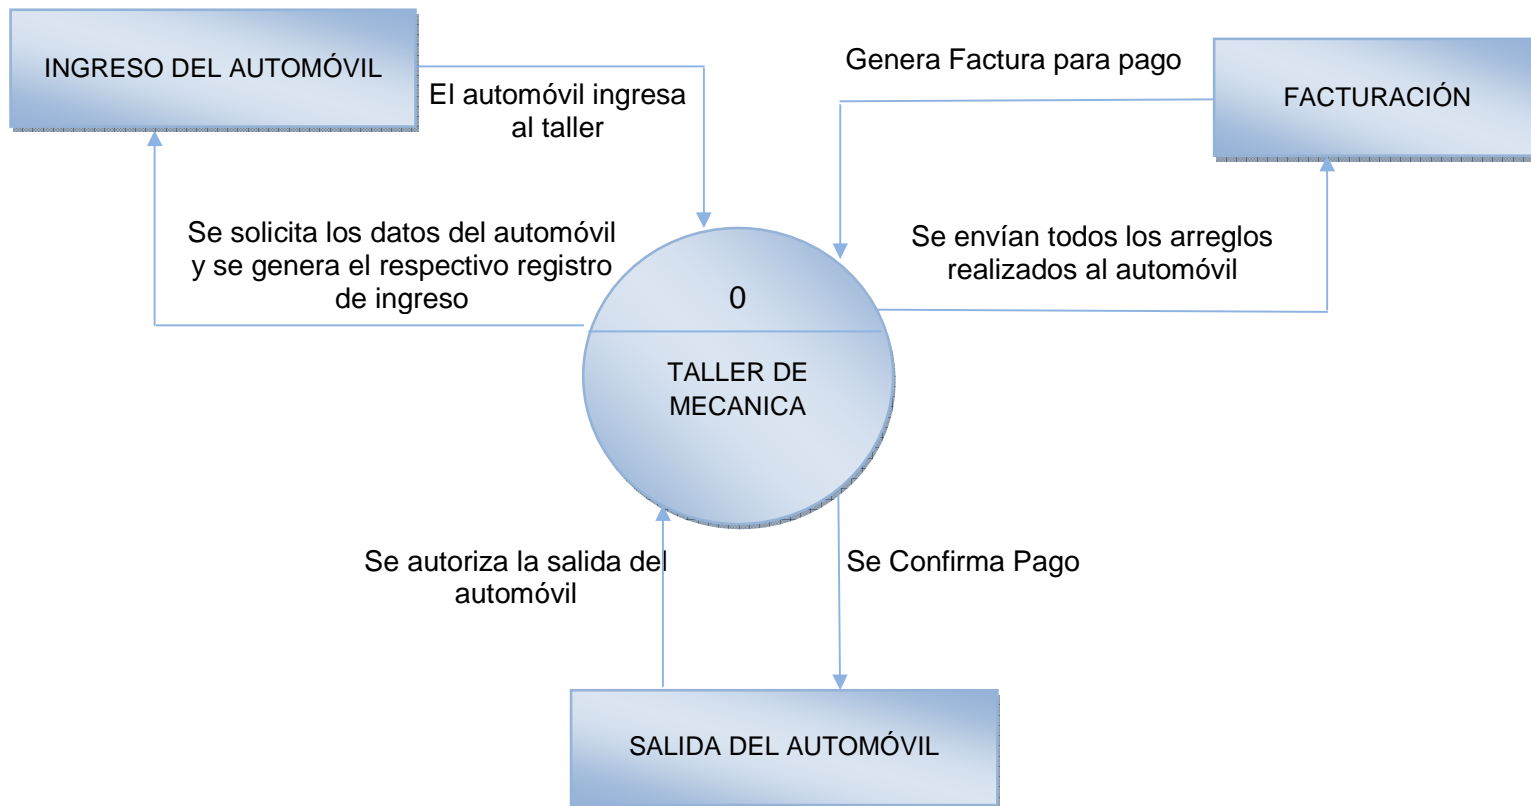 INGRESO DEL AUTOMÓVIL
El automóvil ingresa
al taller
Genera Factura para pago
FACTURACIÓN
Se solicita los datos del automóvil
y se genera el respectivo registro
de ingreso
Se envían todos los arreglos
realizados al automóvil
0
TALLER DE
MECANICA
Se autoriza la salida del
automóvil
Se Confirma Pago
SALIDA DEL AUTOMÓVIL